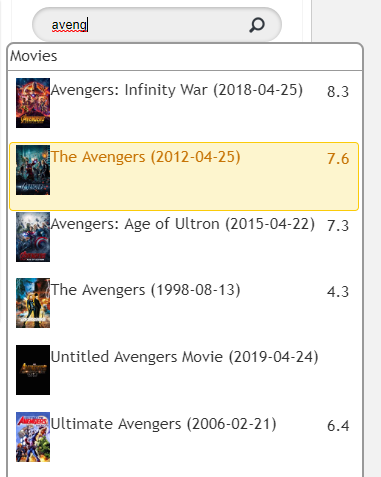 aveng
Movies
Avengers: Infinity War (2018-04-25) 8.3
The Avengers (2012-04-25) 7.6
Avengers: Age of Ultron (2015-04-22) 7.3
The Avengers (1998-08-13) 4.3
Untitled Avengers Movie (2019-04-24)
Ultimate Avengers (2006-02-21) 6.4